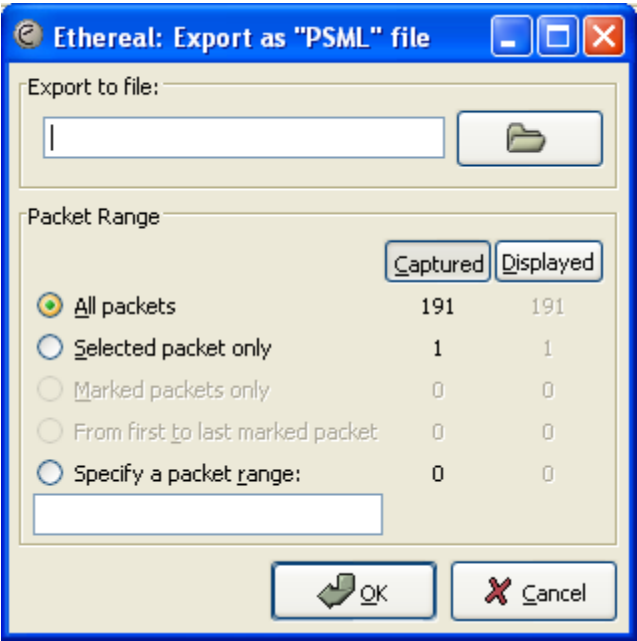 Ethereal: Export as "PSML" file
Export to file:
Packet Range
Captured Displayed
All packets 191 191
Selected packet only 1 1
Marked packets only 0 0
From first to last marked packet 0 0
Specify a packet range: 0 0
OK Cancel